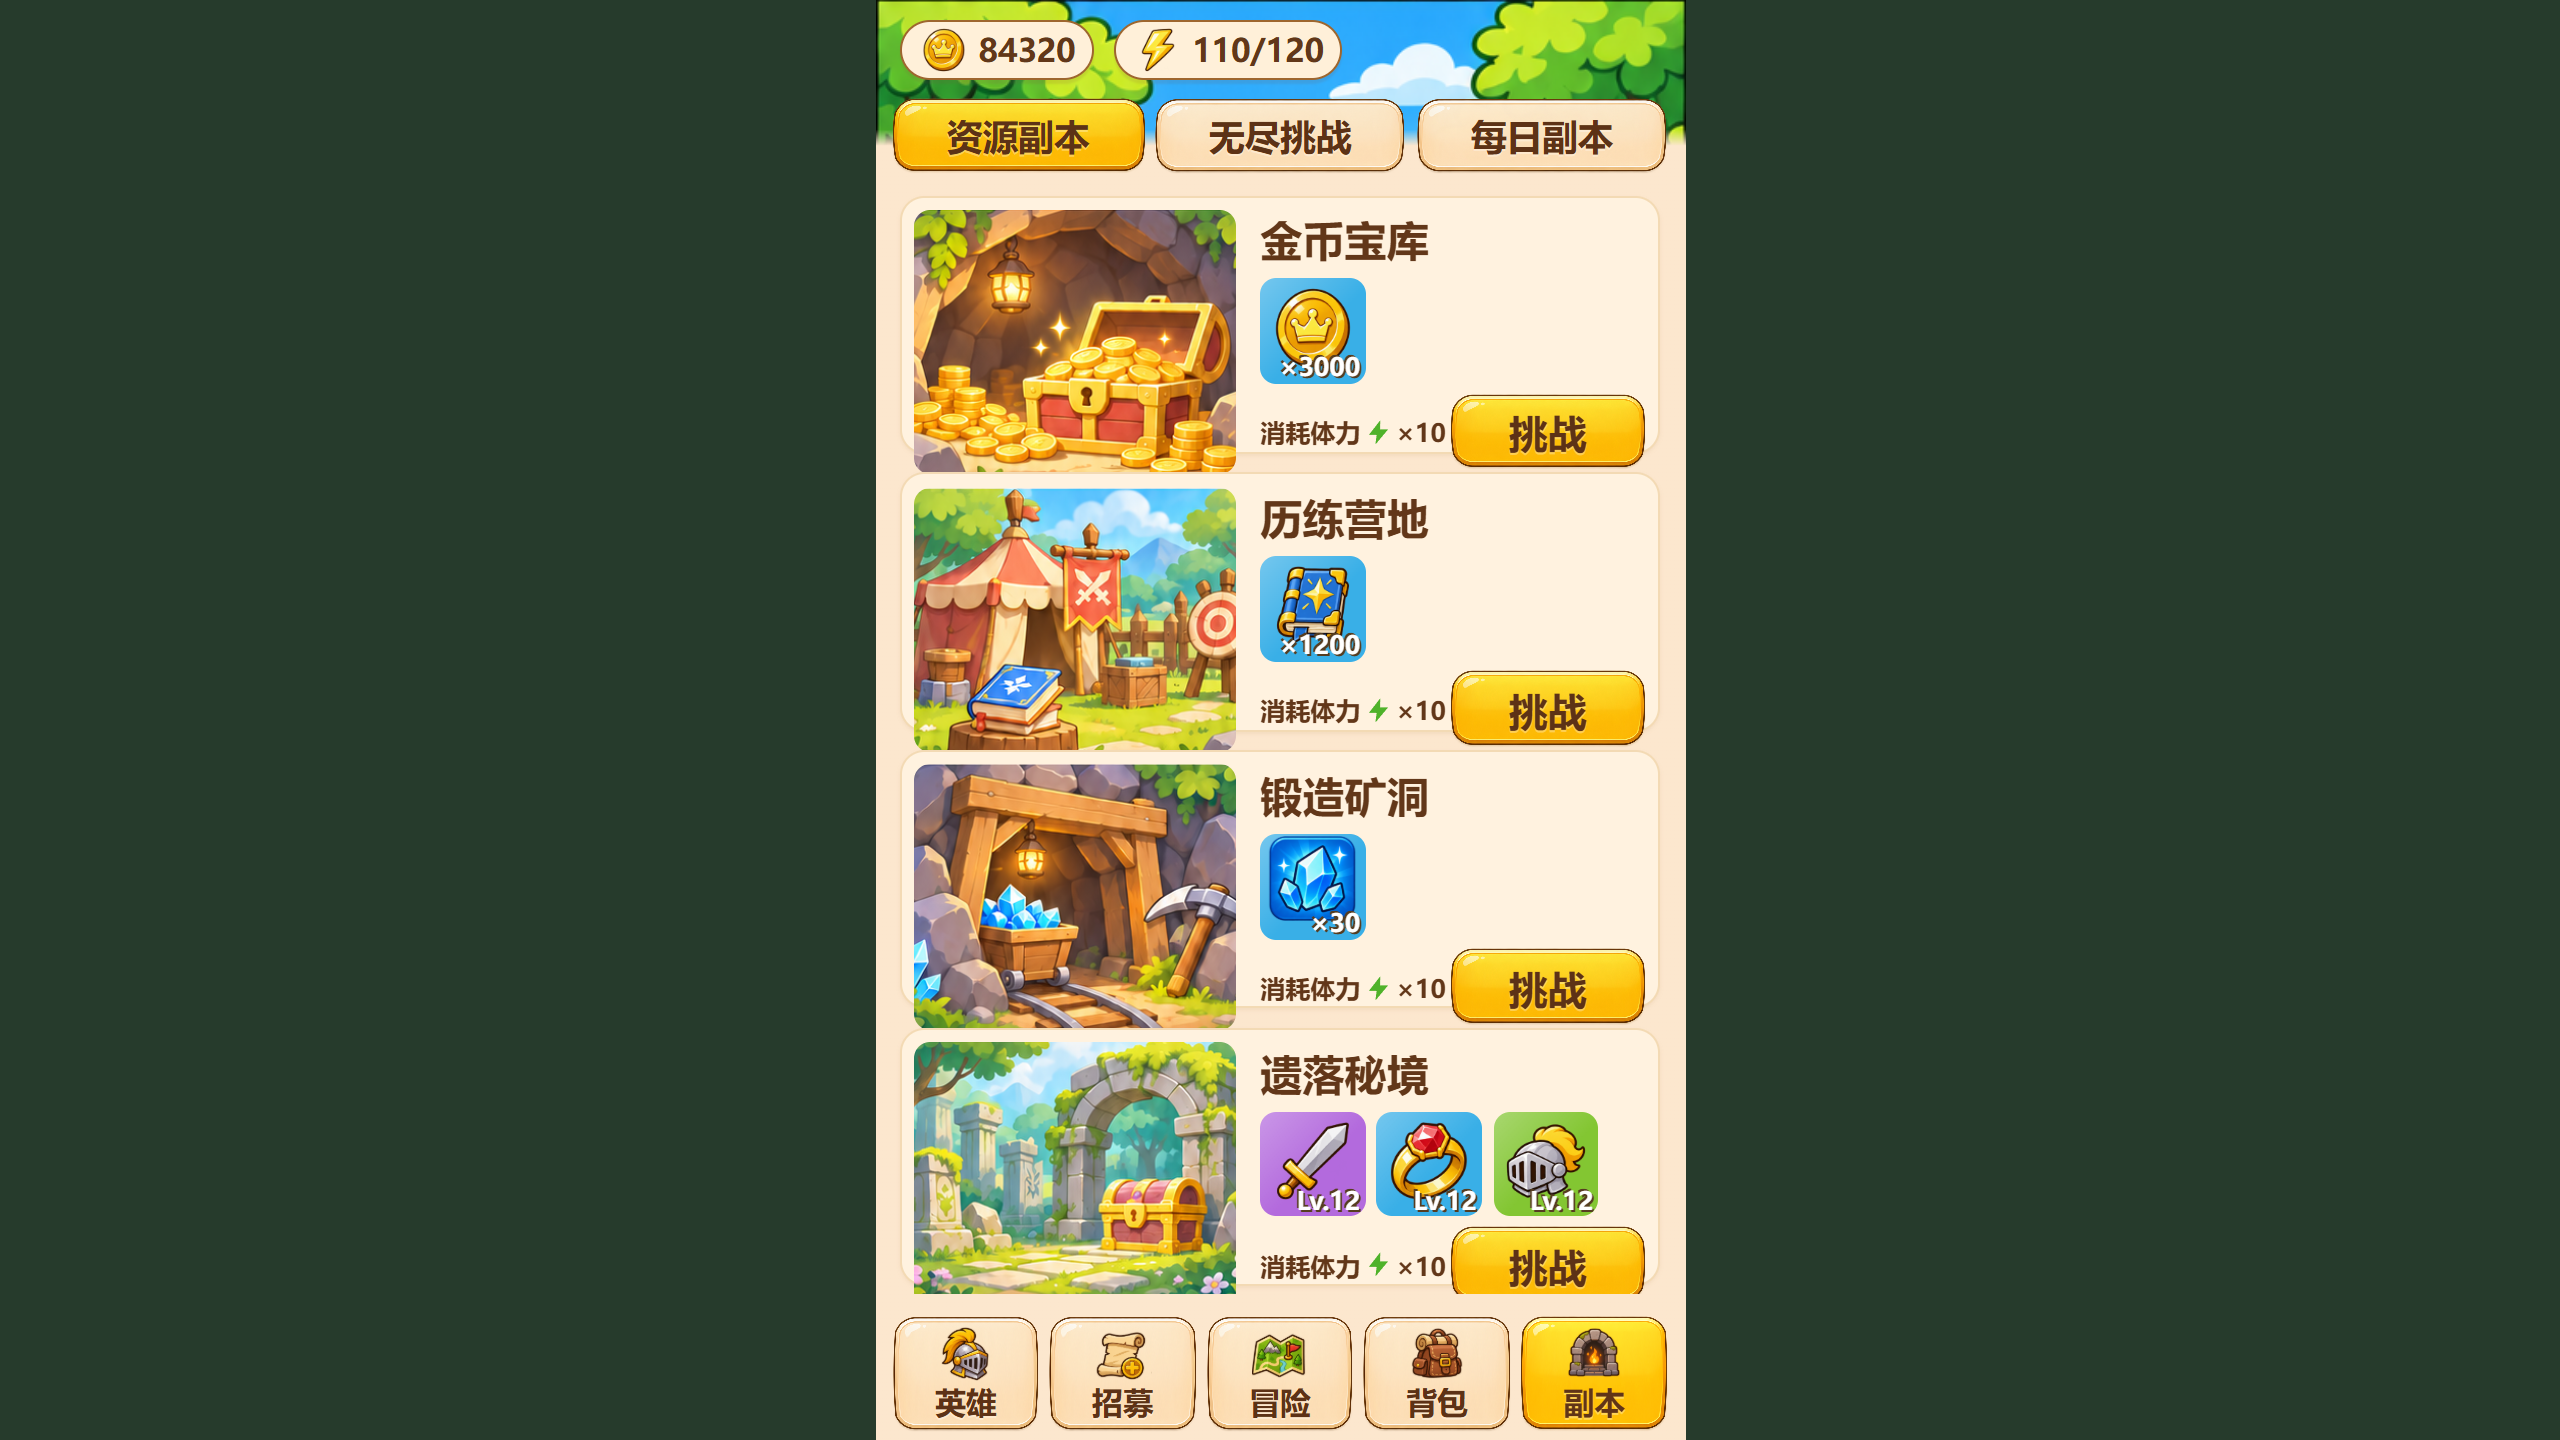 84320 110/120
资源副本 无尽挑战 每日副本
金币宝库
×3000
消耗体力 ×10 挑战
历练营地
×1200
消耗体力 ×10 挑战
锻造矿洞
×30
消耗体力 ×10 挑战
遗落秘境
Lv.12 Lv.12 Lv.12
消耗体力 ×10 挑战
英雄 招募 冒险 背包 副本